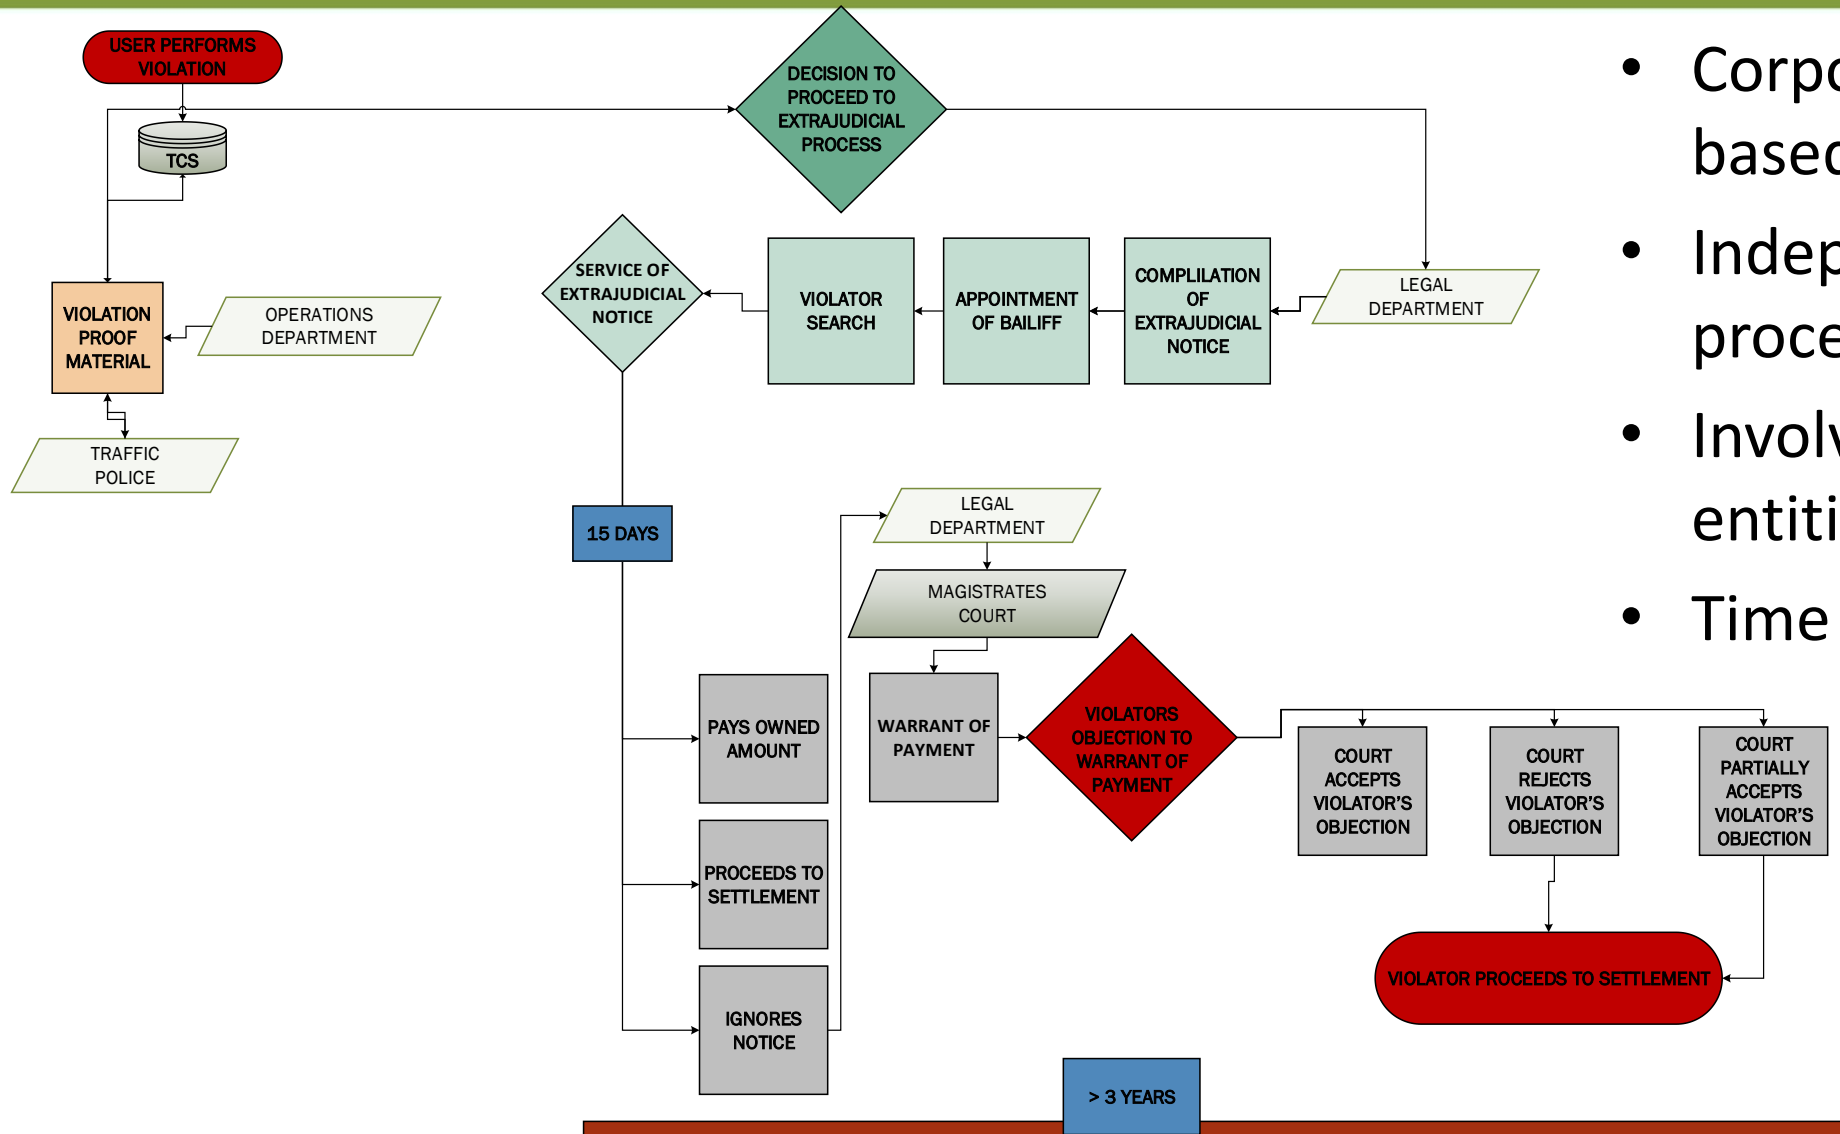 USER PERFORMS
VIOLATION
TCS
DECISION TO
PROCEED TO
EXTRAJUDICIAL
PROCESS
VIOLATION
PROOF
MATERIAL
OPERATIONS
DEPARTMENT
TRAFFIC
POLICE
SERVICE OF
EXTRAJUDICIAL
NOTICE
VIOLATOR
SEARCH
APPOINTMENT
OF BAILIFF
COMPLILATION
OF
EXTRAJUDICIAL
NOTICE
LEGAL
DEPARTMENT
15 DAYS
LEGAL
DEPARTMENT
MAGISTRATES
COURT
PAYS OWNED
AMOUNT
WARRANT OF
PAYMENT
VIOLATORS
OBJECTION TO
WARRANT OF
PAYMENT
COURT
ACCEPTS
VIOLATOR'S
OBJECTION
COURT
REJECTS
VIOLATOR'S
OBJECTION
COURT
PARTIALLY
ACCEPTS
VIOLATOR'S
OBJECTION
PROCEEDS TO
SETTLEMENT
IGNORES
NOTICE
VIOLATOR PROCEEDS TO SETTLEMENT
> 3 YEARS
• Corp
based
• Indep
proce
• Involv
entiti
• Time